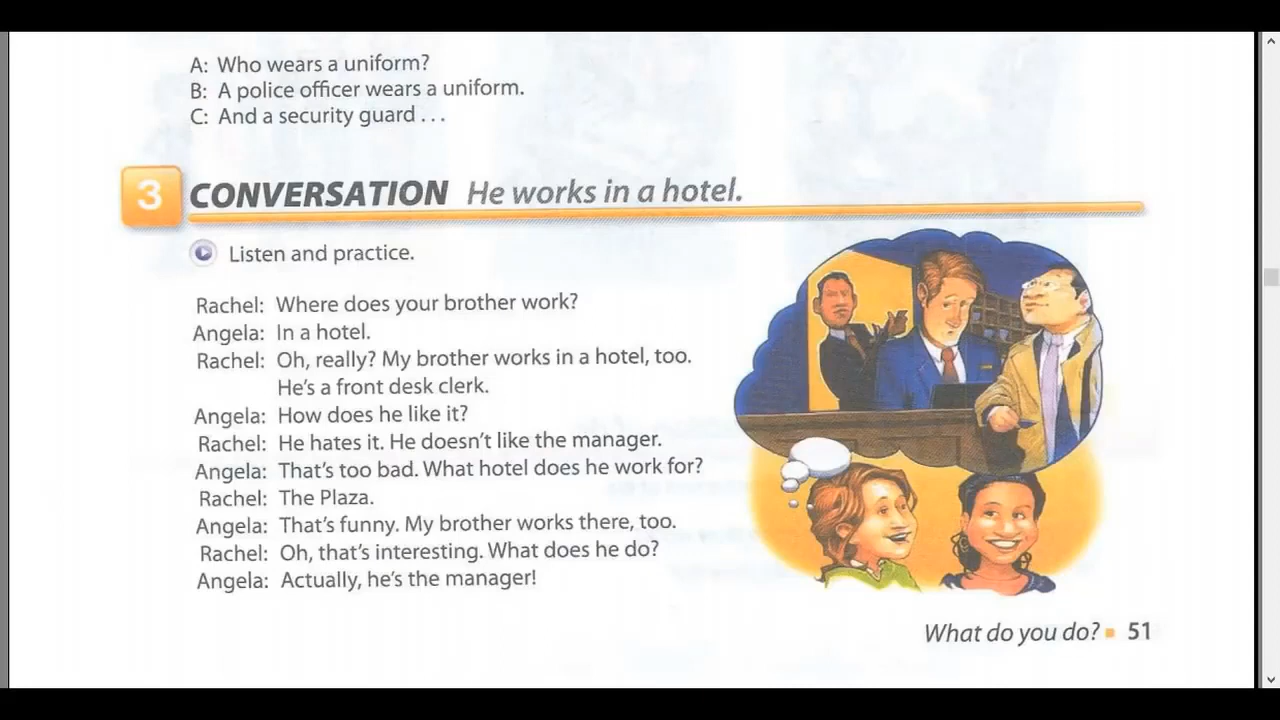 A: Who wears a uniform?
B: A police officer wears a uniform.
C: And a security guard . . .
3 CONVERSATION He works in a hotel.
Listen and practice.
Rachel: Where does your brother work?
Angela: In a hotel.
Rachel: Oh, really? My brother works in a hotel, too.
He's a front desk clerk.
Angela: How does he like it?
Rachel: He hates it. He doesn't like the manager.
Angela: That's too bad. What hotel does he work for?
Rachel: The Plaza.
Angela: That's funny. My brother works there, too.
Rachel: Oh, that's interesting. What does he do?
Angela: Actually, he's the manager!
What do you do? ▪ 51